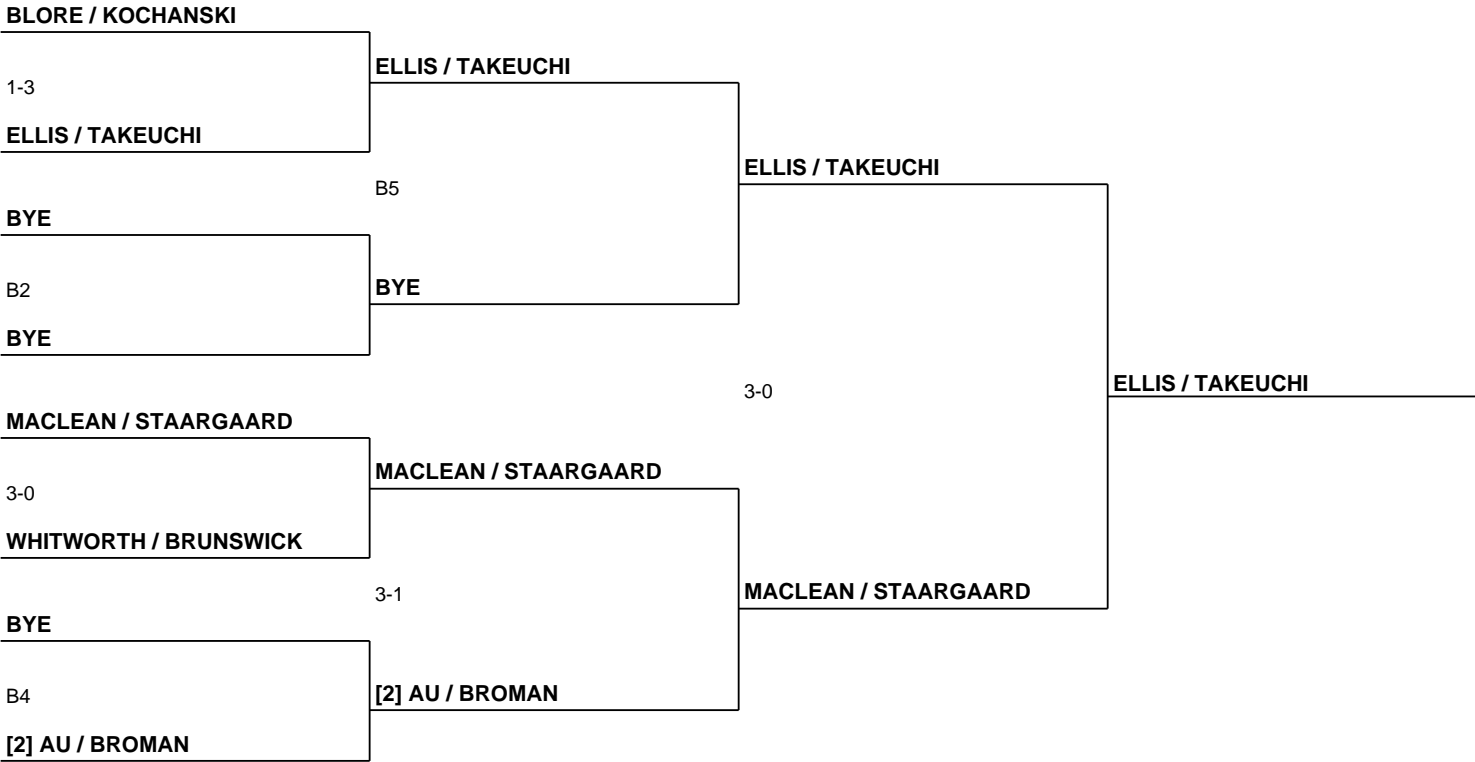 BLORE / KOCHANSKI
1-3
ELLIS / TAKEUCHI
BYE
B2
BYE
MACLEAN / STAARGAARD
3-0
WHITWORTH / BRUNSWICK
BYE
B4
[2] AU / BROMAN
ELLIS / TAKEUCHI
B5
BYE
MACLEAN / STAARGAARD
3-1
[2] AU / BROMAN
ELLIS / TAKEUCHI
3-0
MACLEAN / STAARGAARD
ELLIS / TAKEUCHI